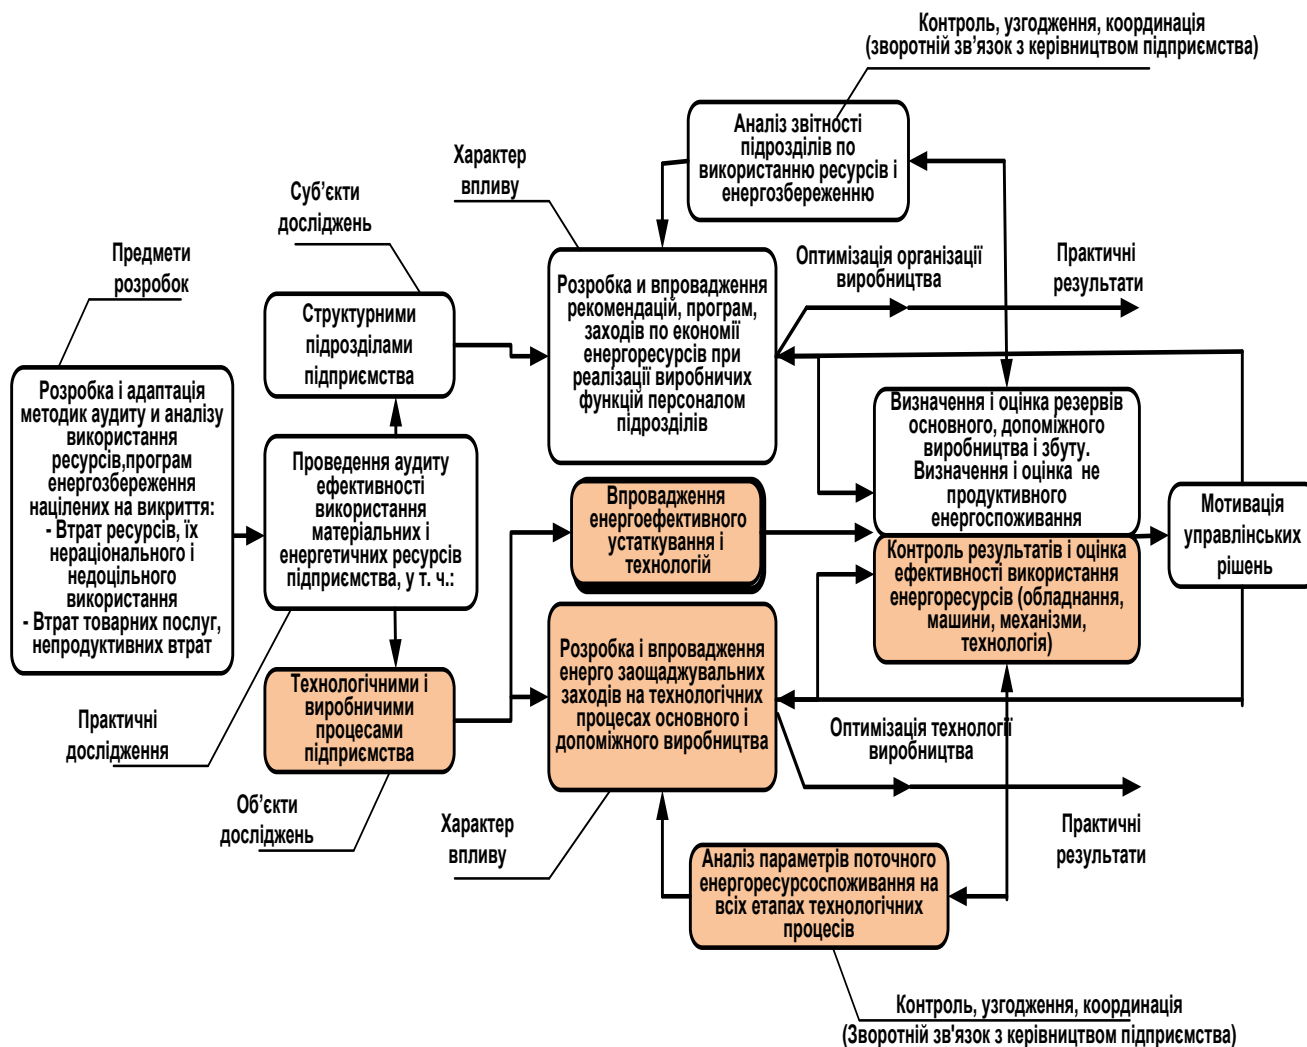 Контроль, узгодження, координація
(зворотній зв’язок з керівництвом підприємства)
Аналіз звітності
підрозділів по
використанню ресурсів і
енергозбереженню
Характер
впливу
Суб’єкти
досліджень
Предмети
розробок
Оптимізація організації
виробництва
Практичні
результати
Розробка и впровадження
рекомендацій, програм,
заходів по економії
енергоресурсів при
реалізації виробничих
функцій персоналом
підрозділів
Структурними
підрозділами
підприємства
Розробка і адаптація
методик аудиту и аналізу
використання
ресурсів,програм
енергозбереження
націлених на викриття:
- Втрат ресурсів, їх
нераціонального і
недоцільного
використання
- Втрат товарних послуг,
непродуктивних втрат
Проведення аудиту
ефективності
використання
матеріальних і
енергетичних ресурсів
підприємства, у т. ч.:
Визначення і оцінка резервів
основного, допоміжного
виробництва і збуту.
Визначення і оцінка не
продуктивного
енергоспоживання
Впровадження
енергоефективного
устаткування і
технологій
Мотивація
управлінських
рішень
Контроль результатів і оцінка
ефективності використання
енергоресурсів (обладнання,
машини, механізми,
технологія)
Розробка і впровадження
енерго заощаджувальних
заходів на технологічних
процесах основного і
допоміжного виробництва
Технологічними і
виробничими
процесами
підприємства
Практичні
дослідження
Оптимізація технології
виробництва
Об’єкти
досліджень
Характер
впливу
Практичні
результати
Аналіз параметрів поточного
енергоресурсоспоживання на
всіх етапах технологічних
процесів
Контроль, узгодження, координація
(Зворотній зв'язок з керівництвом підприємства)